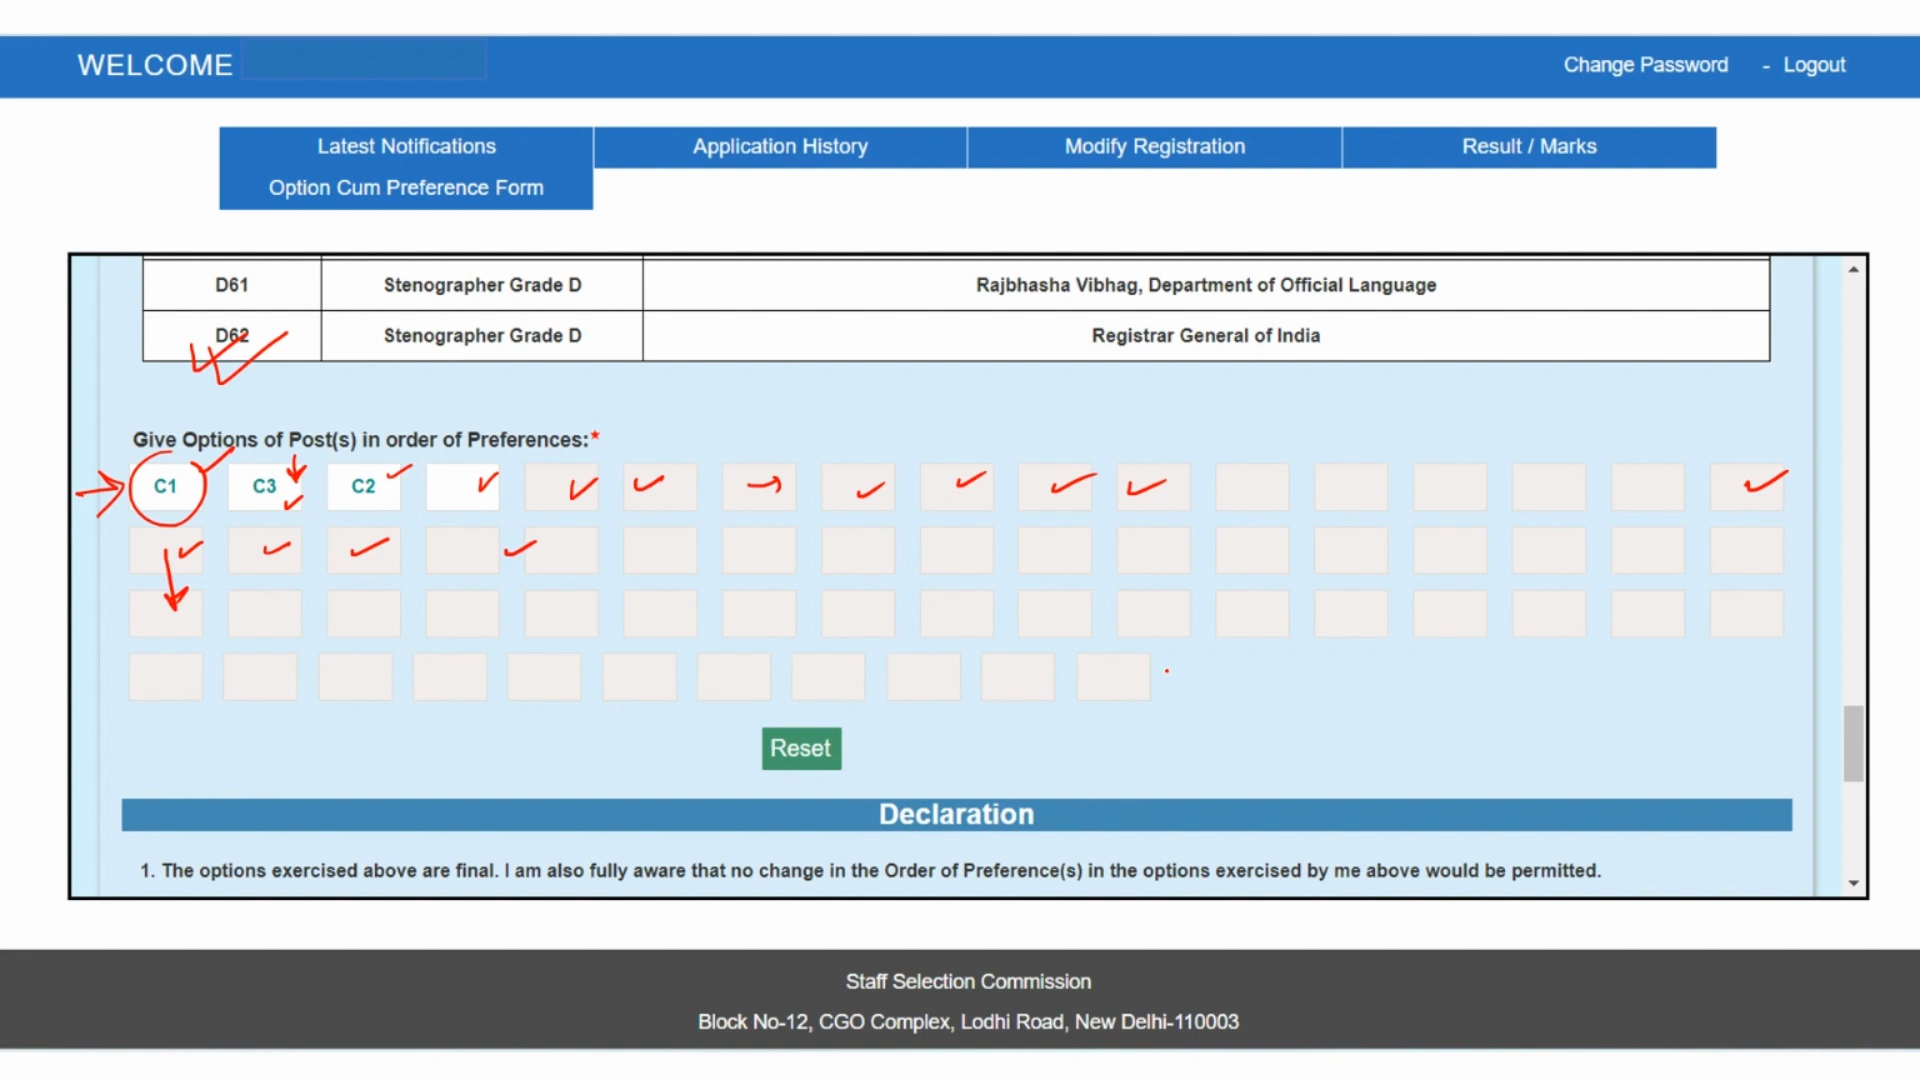 WELCOME
Change Password - Logout
Latest Notifications
Application History
Modify Registration
Result / Marks
Option Cum Preference Form
D61 Stenographer Grade D Rajbhasha Vibhag, Department of Official Language
D62 Stenographer Grade D Registrar General of India
Give Options of Post(s) in order of Preferences:*
C1 C3 C2
Reset
Declaration
1. The options exercised above are final. I am also fully aware that no change in the Order of Preference(s) in the options exercised by me above would be permitted.
Staff Selection Commission
Block No-12, CGO Complex, Lodhi Road, New Delhi-110003